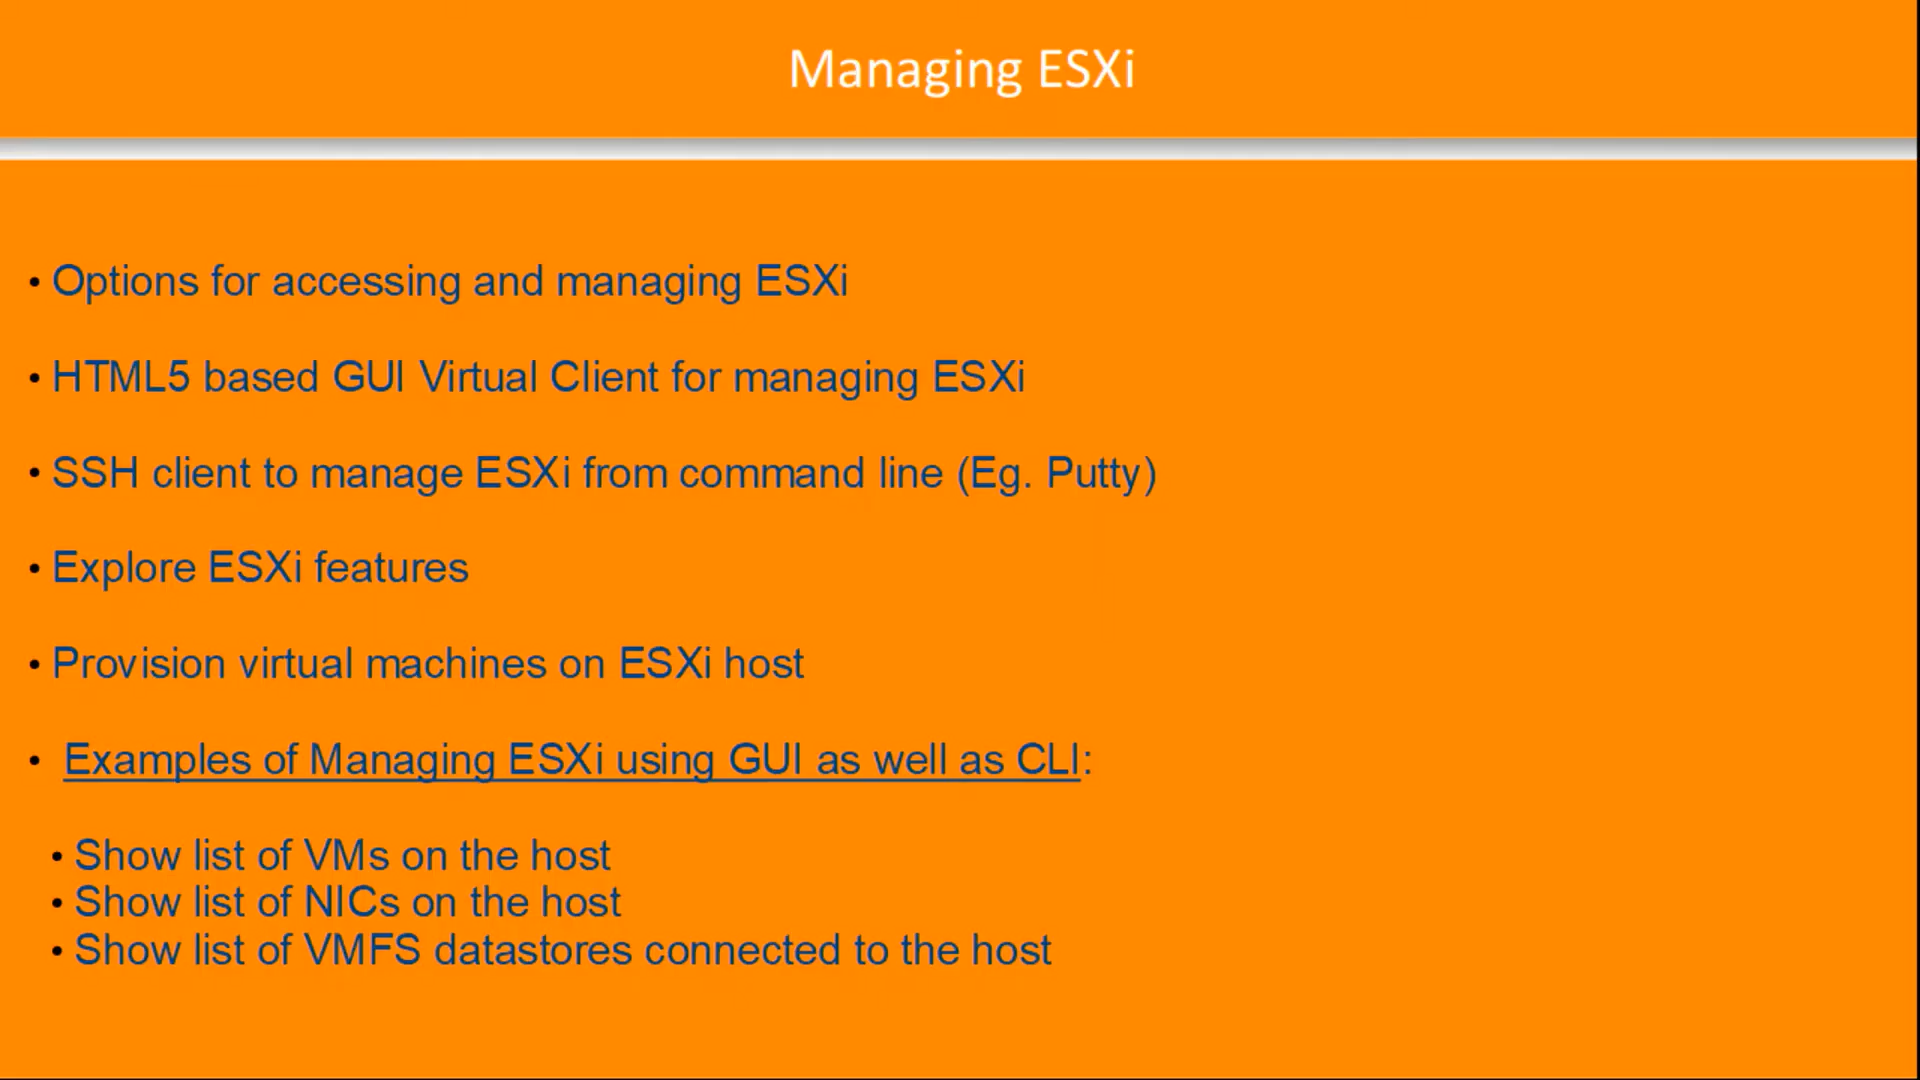 Managing ESXi
• Options for accessing and managing ESXi
• HTML5 based GUI Virtual Client for managing ESXi
• SSH client to manage ESXi from command line (Eg. Putty)
• Explore ESXi features
• Provision virtual machines on ESXi host
• Examples of Managing ESXi using GUI as well as CLI:
• Show list of VMs on the host
• Show list of NICs on the host
• Show list of VMFS datastores connected to the host